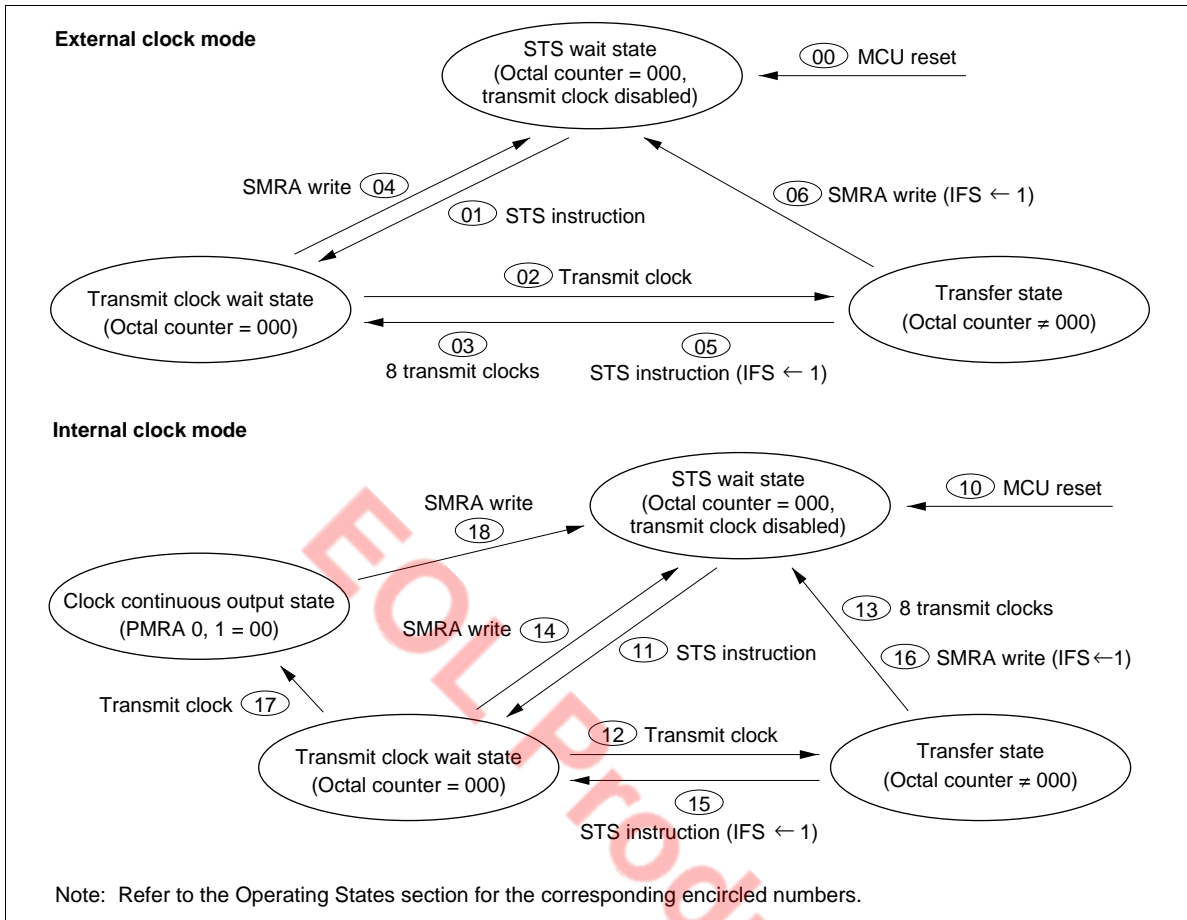 External clock mode
STS wait state
(Octal counter = 000,
transmit clock disabled)
00 MCU reset
SMRA write 04
01 STS instruction
06 SMRA write (IFS ← 1)
Transmit clock wait state
(Octal counter = 000)
02 Transmit clock
Transfer state
(Octal counter ≠ 000)
03
8 transmit clocks
05
STS instruction (IFS ← 1)
Internal clock mode
STS wait state
(Octal counter = 000,
transmit clock disabled)
10 MCU reset
SMRA write
18
Clock continuous output state
(PMRA 0, 1 = 00)
SMRA write 14
11 STS instruction
13 8 transmit clocks
16 SMRA write (IFS ← 1)
Transmit clock 17
Transmit clock wait state
(Octal counter = 000)
12 Transmit clock
Transfer state
(Octal counter ≠ 000)
15
STS instruction (IFS ← 1)
Note: Refer to the Operating States section for the corresponding encircled numbers.
EOL Produ